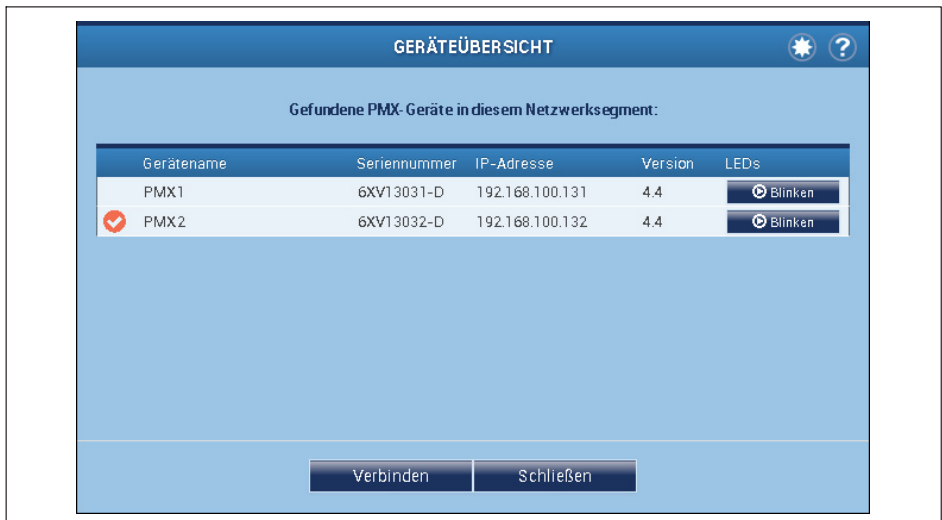 GERÄTEÜBERSICHT ?
Gefundene PMX-Geräte in diesem Netzwerksegment:
Gerätename Seriennummer IP-Adresse Version LEDs
PMX1 6XV13031-D 192.168.100.131 4.4 Blinken
PMX2 6XV13032-D 192.168.100.132 4.4 Blinken
Verbinden Schließen